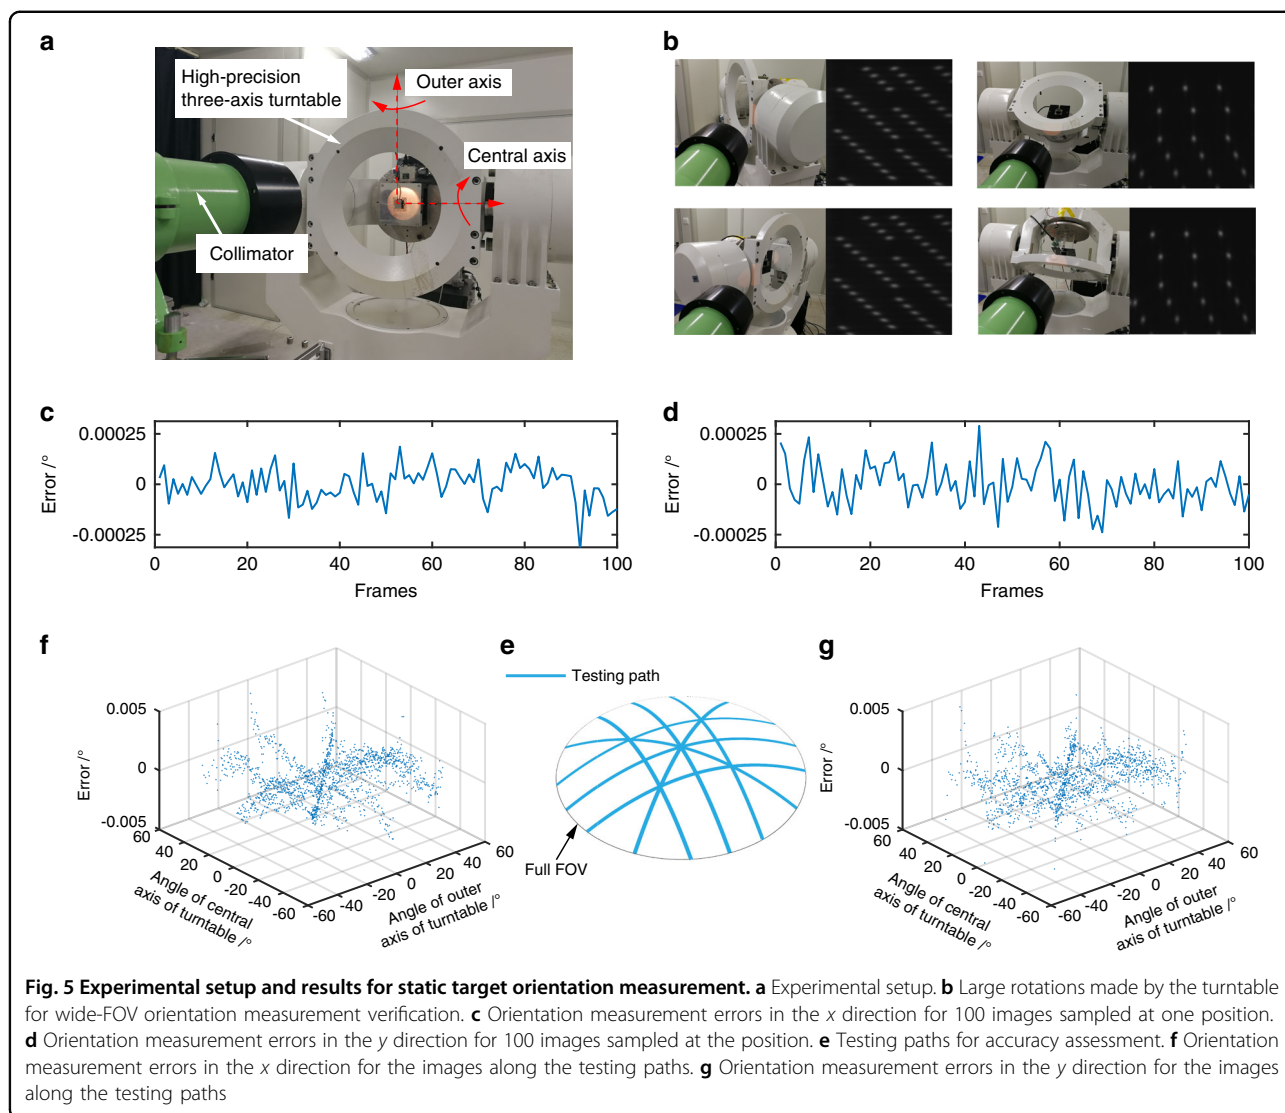 a
High-precision
three-axis turntable
Outer axis
Central axis
Collimator
b
c
0.00025
0
-0.00025
Error /°
0
20
40
60
80
100
Frames
d
0.00025
0
-0.00025
Error /°
0
20
40
60
80
100
Frames
f
0.005
0
-0.005
Error /°
60
40
20
0
-20
-40
-60
Angle of central
axis of turntable /°
-60
-40
-20
0
20
40
60
Angle of outer
axis of turntable /°
e
Testing path
Full FOV
g
0.005
0
-0.005
Error /°
60
40
20
0
-20
-40
-60
Angle of central
axis of turntable /°
-60
-40
-20
0
20
40
60
Angle of outer
axis of turntable /°
Fig. 5 Experimental setup and results for static target orientation measurement. a Experimental setup. b Large rotations made by the turntable
for wide-FOV orientation measurement verification. c Orientation measurement errors in the x direction for 100 images sampled at one position.
d Orientation measurement errors in the y direction for 100 images sampled at the position. e Testing paths for accuracy assessment. f Orientation
measurement errors in the x direction for the images along the testing paths. g Orientation measurement errors in the y direction for the images
along the testing paths